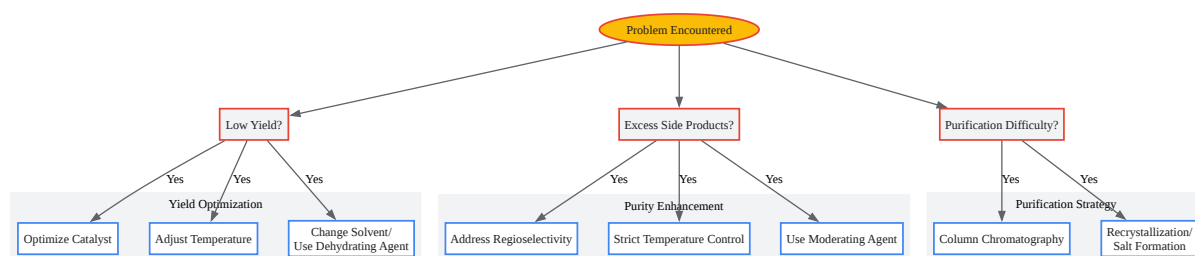 Problem Encountered
Low Yield?
Excess Side Products?
Purification Difficulty?
Yes
Yes
Yes
Yes
Yes
Yes
Yes
Yes
Yield Optimization
Purity Enhancement
Purification Strategy
Optimize Catalyst
Adjust Temperature
Change Solvent/
Use Dehydrating Agent
Address Regioselectivity
Strict Temperature Control
Use Moderating Agent
Column Chromatography
Recrystallization/
Salt Formation